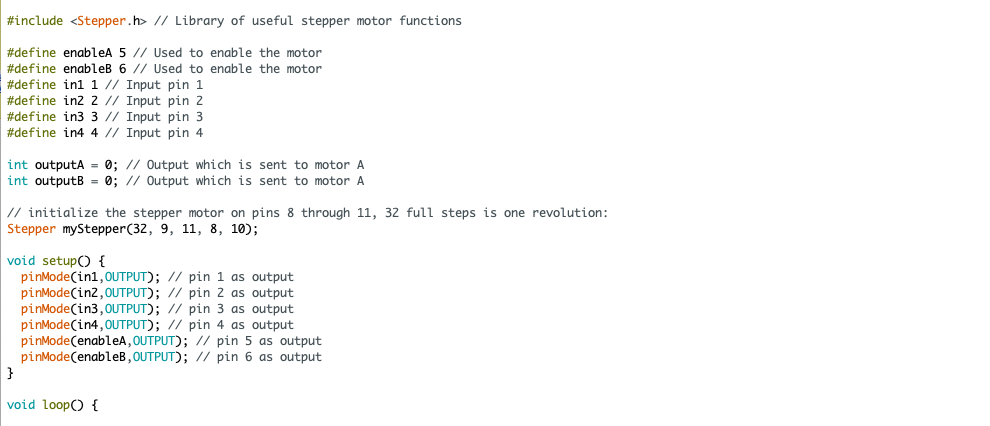 #include <Stepper.h> // Library of useful stepper motor functions
#define enableA 5 // Used to enable the motor
#define enableB 6 // Used to enable the motor
#define in1 1 // Input pin 1
#define in2 2 // Input pin 2
#define in3 3 // Input pin 3
#define in4 4 // Input pin 4
int outputA = 0; // Output which is sent to motor A
int outputB = 0; // Output which is sent to motor A
// initialize the stepper motor on pins 8 through 11, 32 full steps is one revolution:
Stepper myStepper(32, 9, 11, 8, 10);
void setup() {
pinMode(in1,OUTPUT); // pin 1 as output
pinMode(in2,OUTPUT); // pin 2 as output
pinMode(in3,OUTPUT); // pin 3 as output
pinMode(in4,OUTPUT); // pin 4 as output
pinMode(enableA,OUTPUT); // pin 5 as output
pinMode(enableB,OUTPUT); // pin 6 as output
}
void loop() {